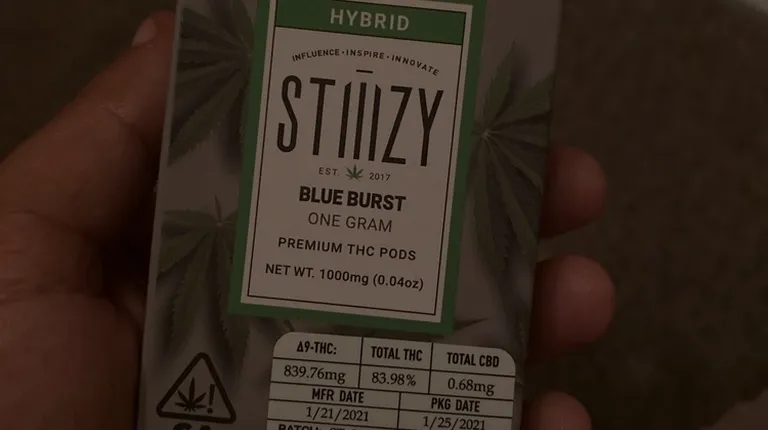 HYBRID
INFLUENCE • INSPIRE • INNOVATE
STIIIZY
EST. 2017
BLUE BURST
ONE GRAM
PREMIUM THC PODS
NET WT. 1000mg (0.04oz)
Δ9-THC: TOTAL THC TOTAL CBD
839.76mg 83.98% 0.68mg
MFR DATE PKG DATE
1/21/2021 1/25/2021
!